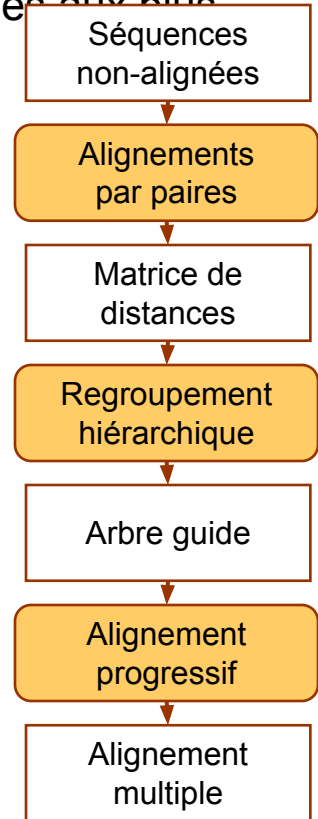 Séquences
non-alignées
Alignements
par paires
Matrice de
distances
Regroupement
hiérarchique
Arbre guide
Alignement
progressif
Alignement
multiple